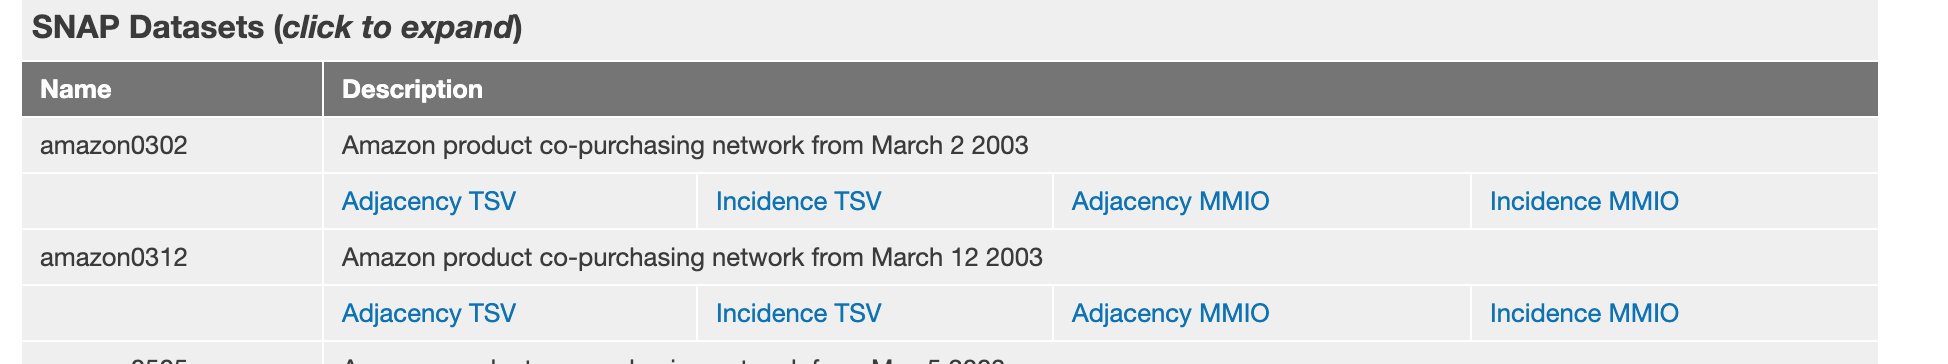 SNAP Datasets (click to expand)
Name Description
amazon0302 Amazon product co-purchasing network from March 2 2003
Adjacency TSV Incidence TSV Adjacency MMIO Incidence MMIO
amazon0312 Amazon product co-purchasing network from March 12 2003
Adjacency TSV Incidence TSV Adjacency MMIO Incidence MMIO